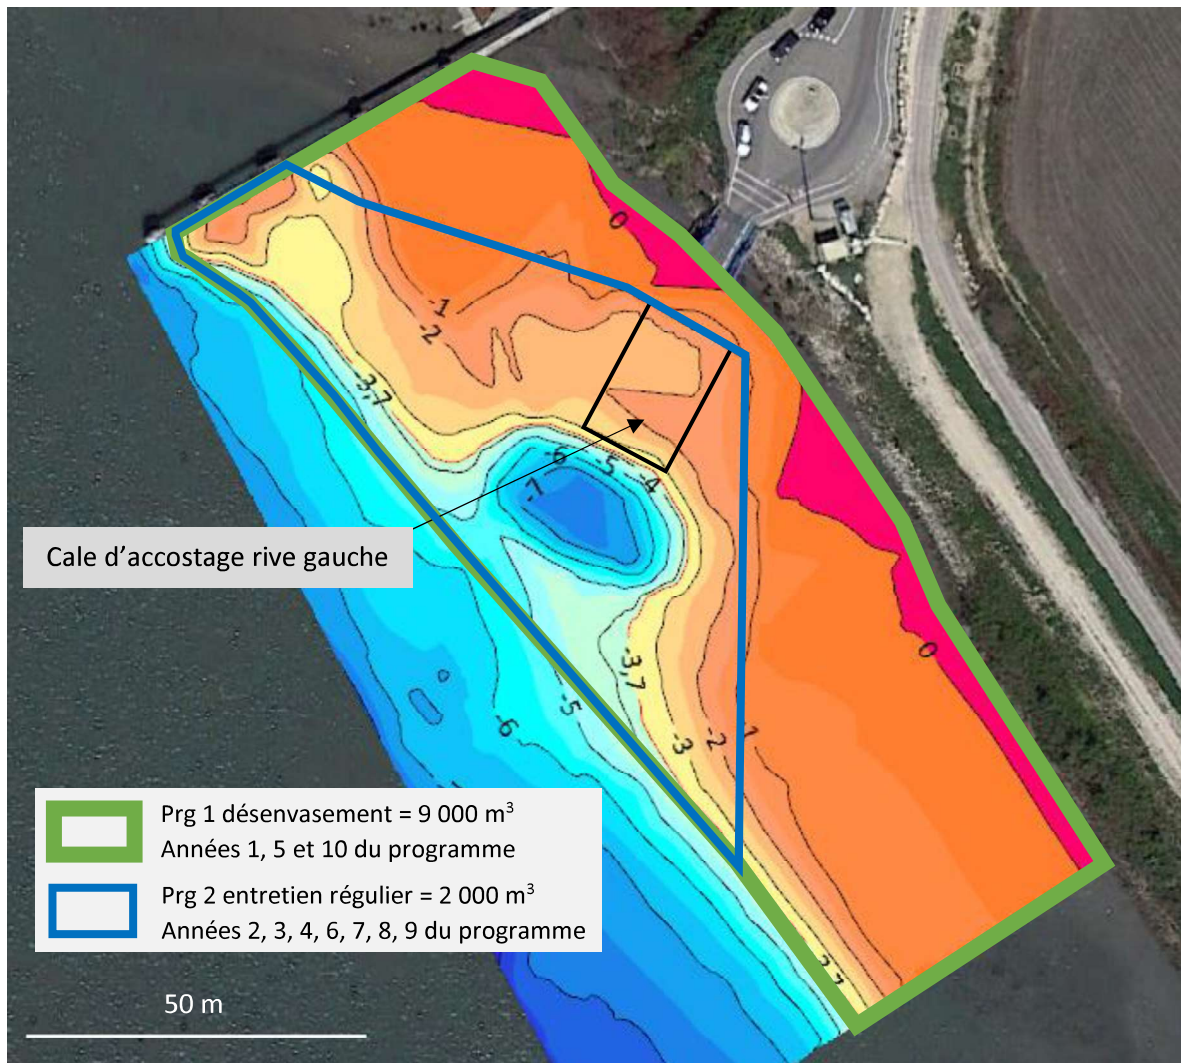 0
-1
-2
-3,7
-6
-5
-4
-7
Cale d’accostage rive gauche
0
-3,7
-5
-6
-3
-2
-1
Prg 1 désenvasement = 9 000 m³
Années 1, 5 et 10 du programme
Prg 2 entretien régulier = 2 000 m³
Années 2, 3, 4, 6, 7, 8, 9 du programme
50 m